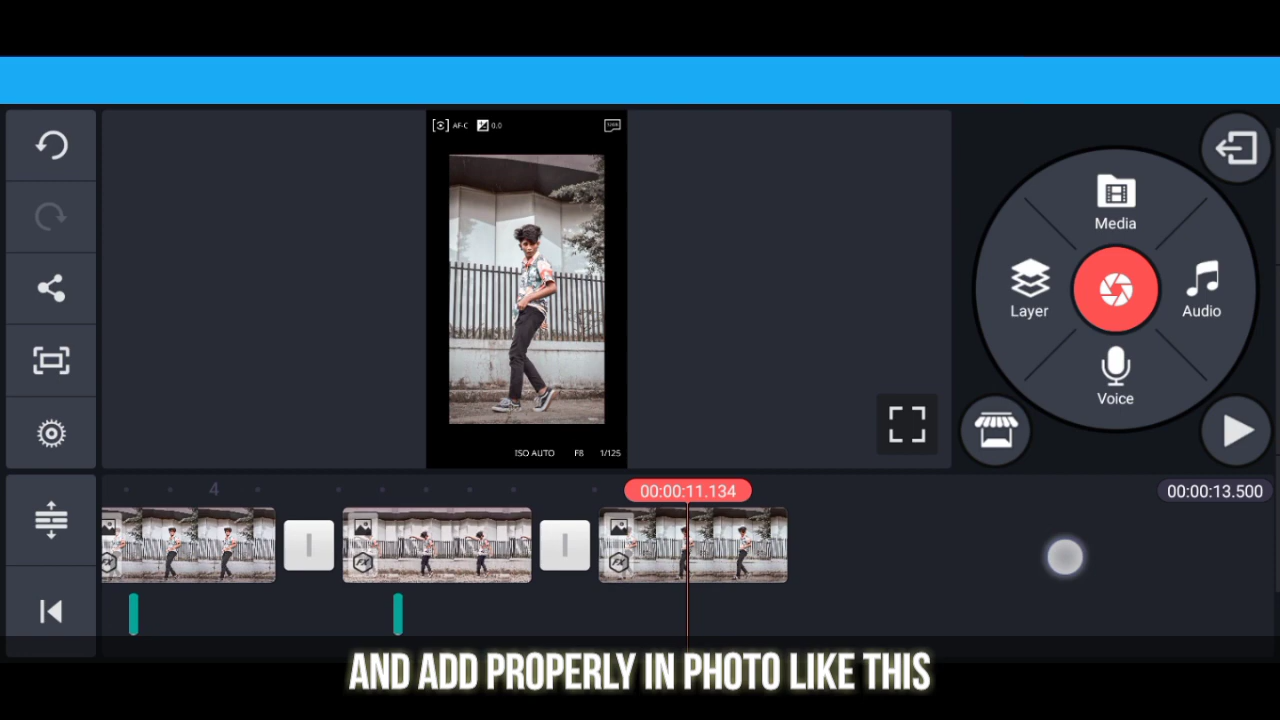 AF-C 0.0
ISO AUTO F8 1/125
Media
Layer
Audio
Voice
4
00:00:11.134
00:00:13.500
AND ADD PROPERLY IN PHOTO LIKE THIS